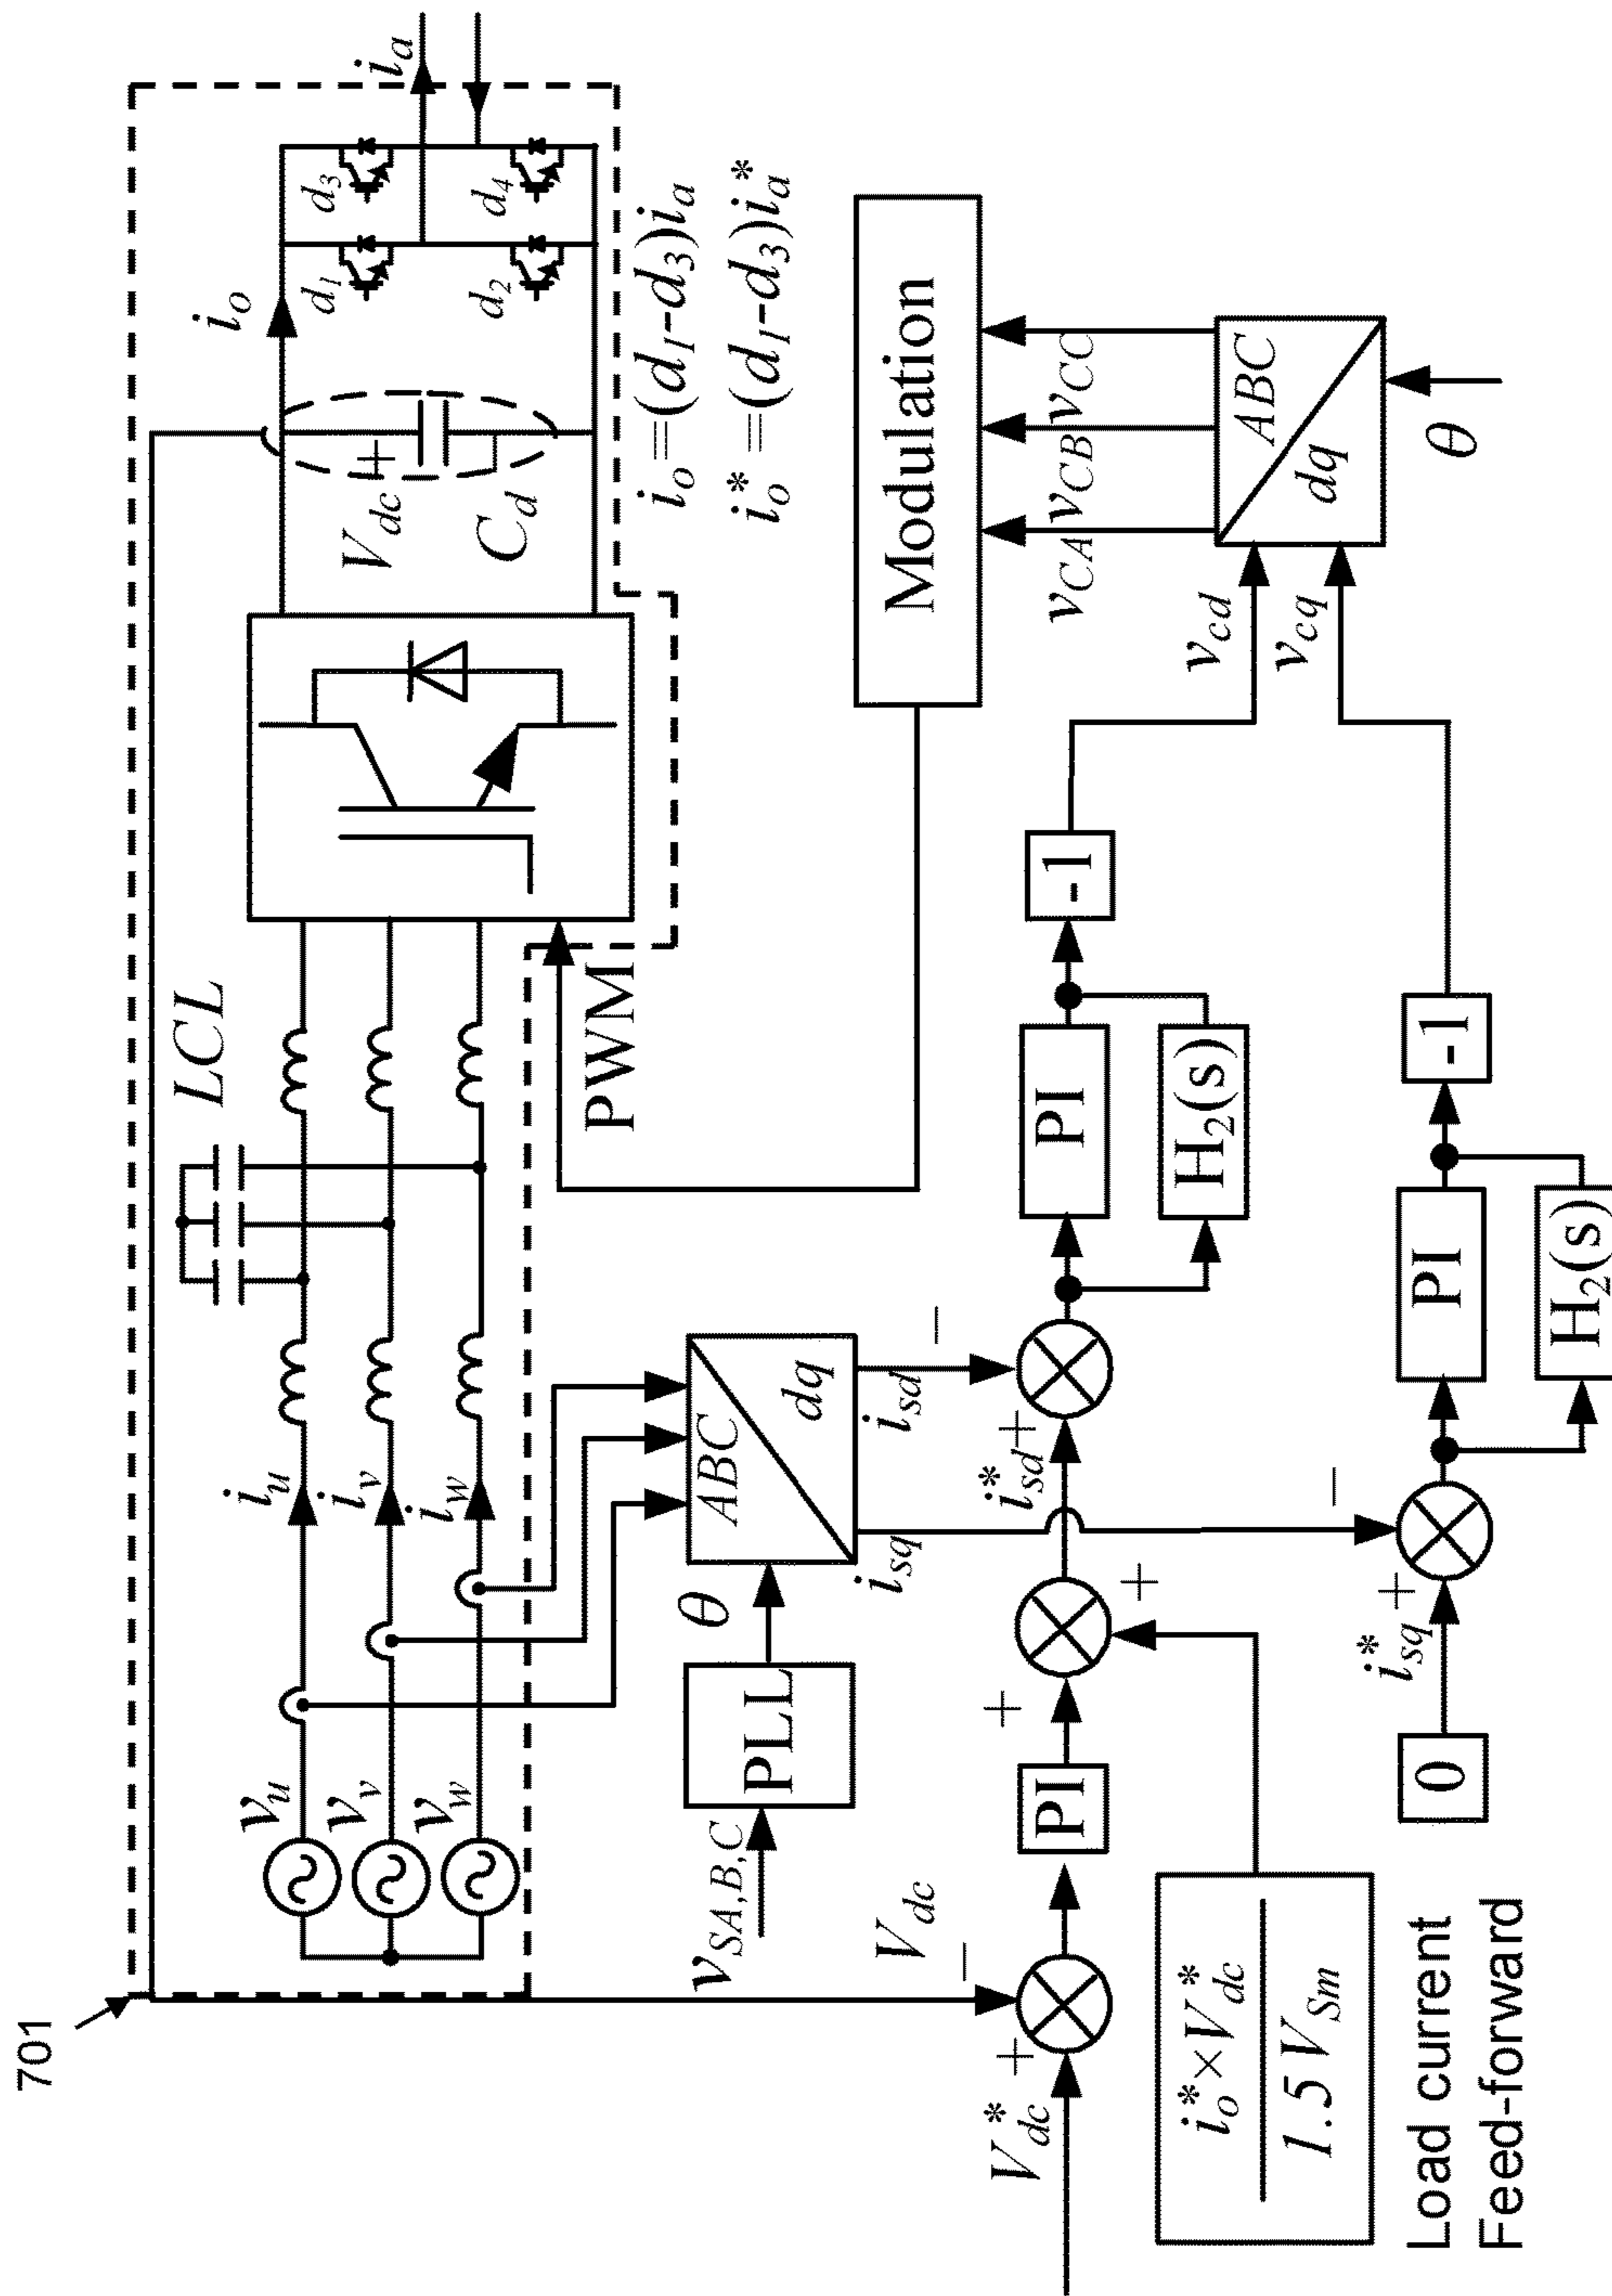 701
LCL
v_u
v_v
v_w
i_u
i_v
i_w
V_dc
+
−
C_d
i_o
d_1
d_3
d_2
d_4
i_a
i_o=(d_1-d_3)i_a
i_o^*=(d_1-d_3)i_a^*
PWM
v_SA,B,C
PLL
θ
ABC
dq
i_sq
i_sd
Modulation
v_CA
v_CB
v_CC
ABC
dq
θ
v_cd
v_cq
V_dc^*
+
V_dc
−
PI
+
+
i_sd^*
+
−
PI
H_2(s)
-1
i_o^*×V_dc^*
1.5V_Sm
Load current
Feed-forward
0
i_sq^*
+
−
PI
H_2(s)
-1